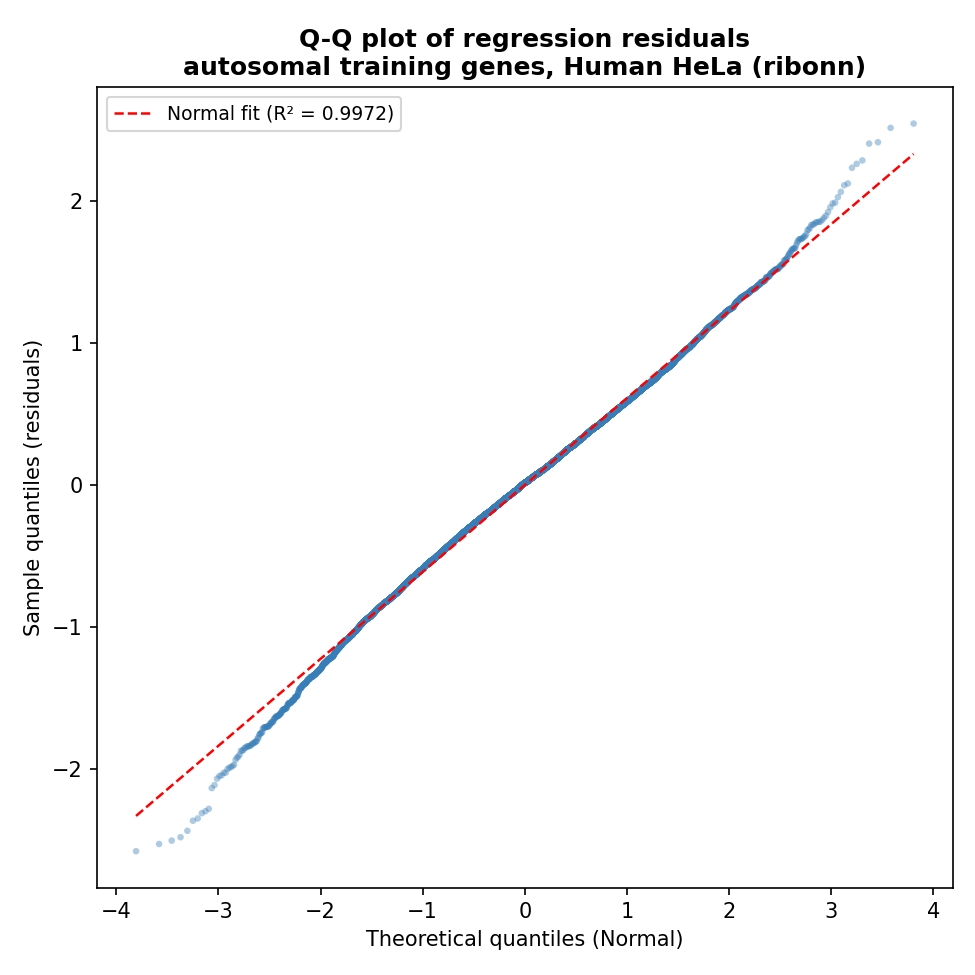 Q-Q plot of regression residuals
autosomal training genes, Human HeLa (ribonn)
Normal fit (R² = 0.9972)
Sample quantiles (residuals)
2
1
0
−1
−2
−4
−3
−2
−1
0
1
2
3
4
Theoretical quantiles (Normal)